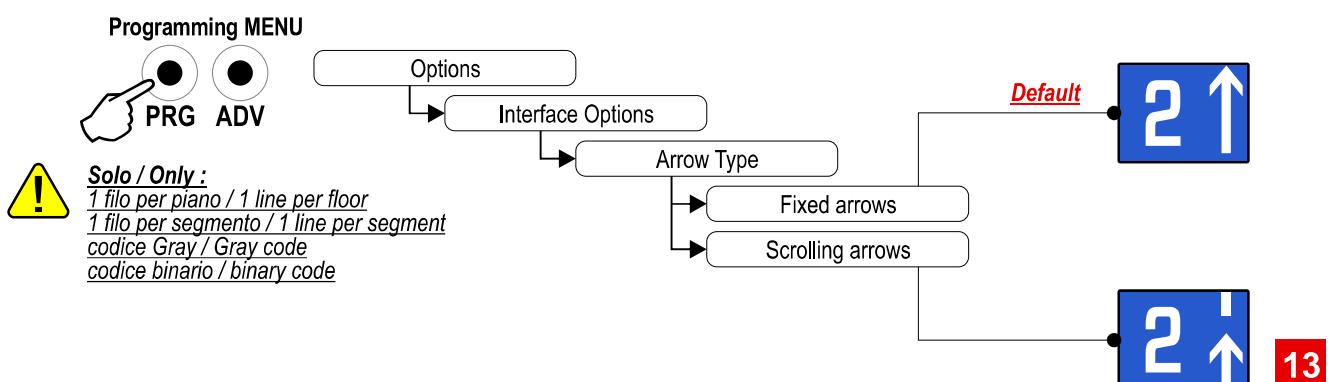 Programming MENU
PRG ADV
Options
Interface Options
Arrow Type
Fixed arrows
Scrolling arrows
Default
2
2
Solo / Only :
1 filo per piano / 1 line per floor
1 filo per segmento / 1 line per segment
codice Gray / Gray code
codice binario / binary code
13